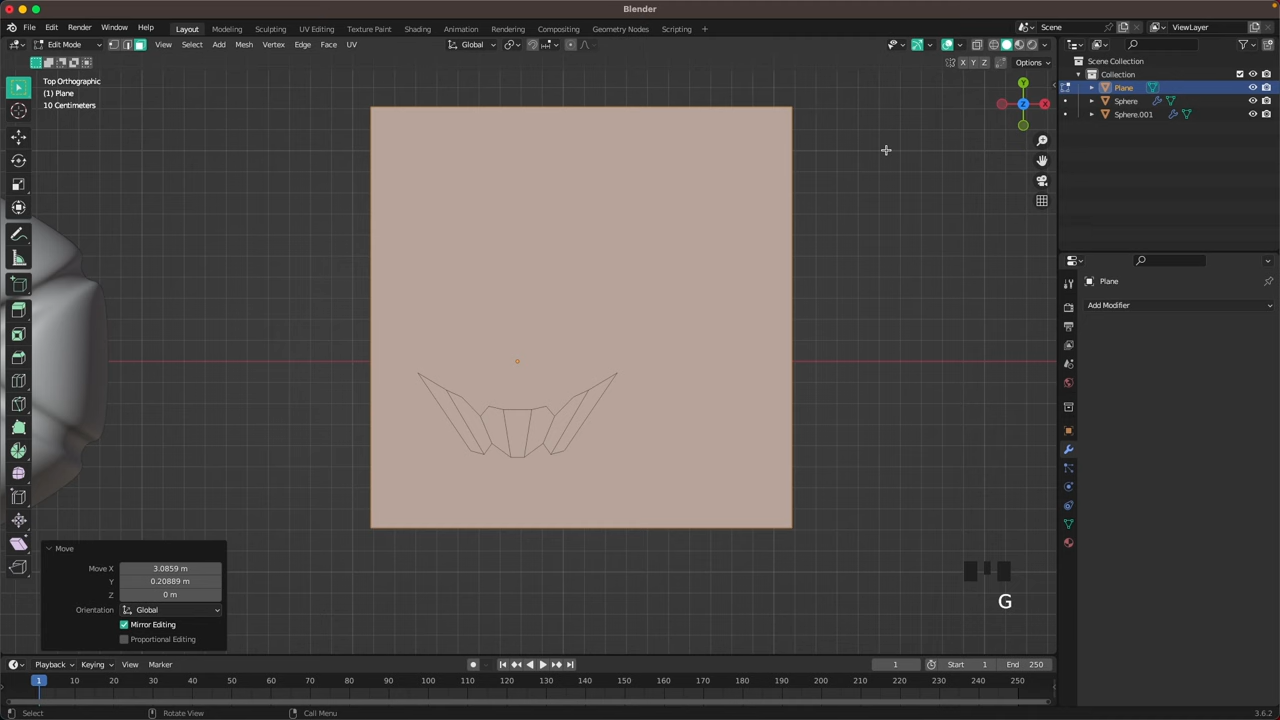 Blender
File Edit Render Window Help
Layout Modeling Sculpting UV Editing Texture Paint Shading Animation Rendering Compositing Geometry Nodes Scripting +
Scene
ViewLayer
Edit Mode View Select Add Mesh Vertex Edge Face UV
Global
X Y Z Options
Top Orthographic
(1) Plane
10 Centimeters
Y
Z
X
Scene Collection
Collection
Plane
Sphere
Sphere.001
Plane
Add Modifier
Move
Move X 3.0859 m
Y 0.20889 m
Z 0 m
Orientation Global
Mirror Editing
Proportional Editing
G
Playback Keying View Marker
1 Start 1 End 250
1 10 20 30 40 50 60 70 80 90 100 110 120 130 140 150 160 170 180 190 200 210 220 230 240 250
Select Rotate View Call Menu
3.6.2